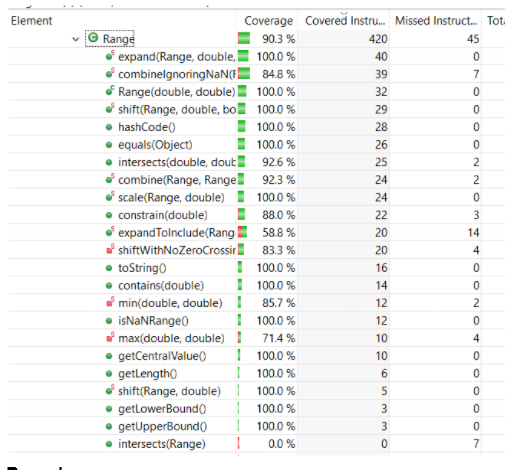 Element Coverage Covered Instru... Missed Instruct... Tota
Range 90.3 % 420 45
expand(Range, double, 100.0 % 40 0
combineIgnoringNaN(F 84.8 % 39 7
Range(double, double) 100.0 % 32 0
shift(Range, double, bo 100.0 % 29 0
hashCode() 100.0 % 28 0
equals(Object) 100.0 % 26 0
intersects(double, doub 92.6 % 25 2
combine(Range, Range 92.3 % 24 2
scale(Range, double) 100.0 % 24 0
constrain(double) 88.0 % 22 3
expandToInclude(Rang 58.8 % 20 14
shiftWithNoZeroCrossir 83.3 % 20 4
toString() 100.0 % 16 0
contains(double) 100.0 % 14 0
min(double, double) 85.7 % 12 2
isNaNRange() 100.0 % 12 0
max(double, double) 71.4 % 10 4
getCentralValue() 100.0 % 10 0
getLength() 100.0 % 6 0
shift(Range, double) 100.0 % 5 0
getLowerBound() 100.0 % 3 0
getUpperBound() 100.0 % 3 0
intersects(Range) 0.0 % 0 7